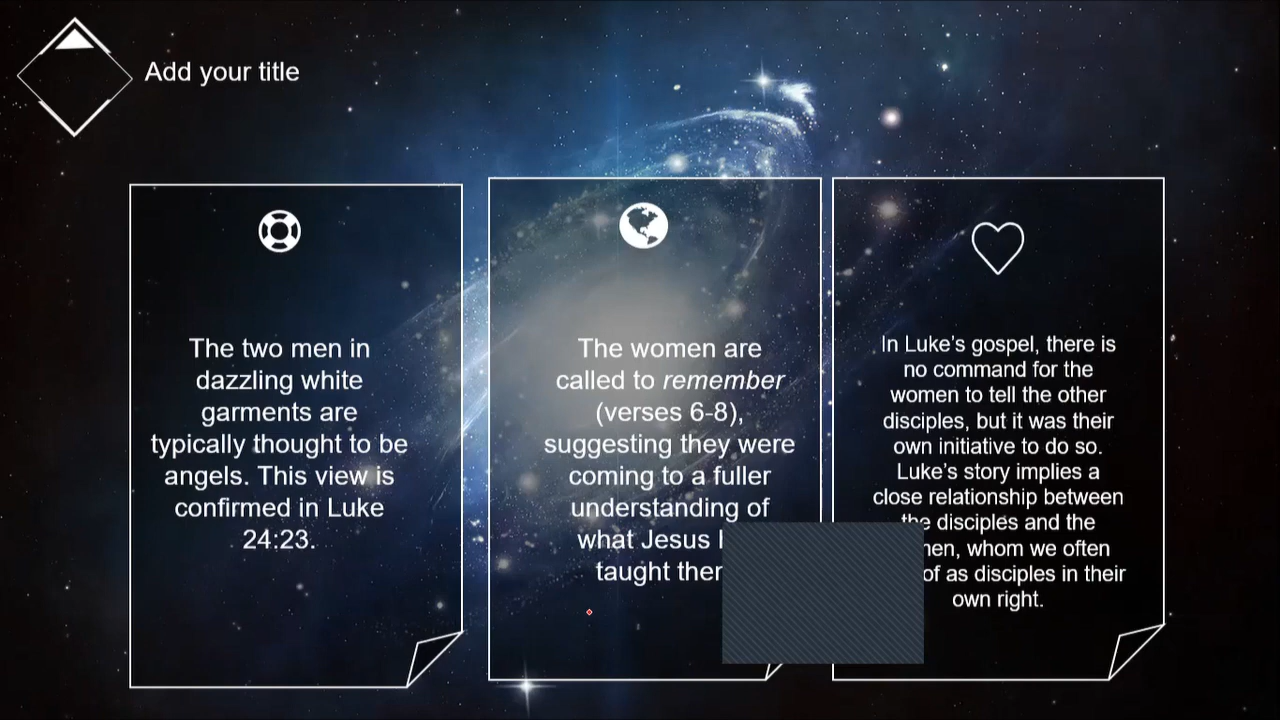 Add your title
The two men in
dazzling white
garments are
typically thought to be
angels. This view is
confirmed in Luke
24:23.
The women are
called to remember
(verses 6-8),
suggesting they were
coming to a fuller
understanding of
what Jesus
taught
In Luke’s gospel, there is
no command for the
women to tell the other
disciples, but it was their
own initiative to do so.
Luke’s story implies a
close relationship between
the disciples and the
whom we often
of as disciples in their
own right.